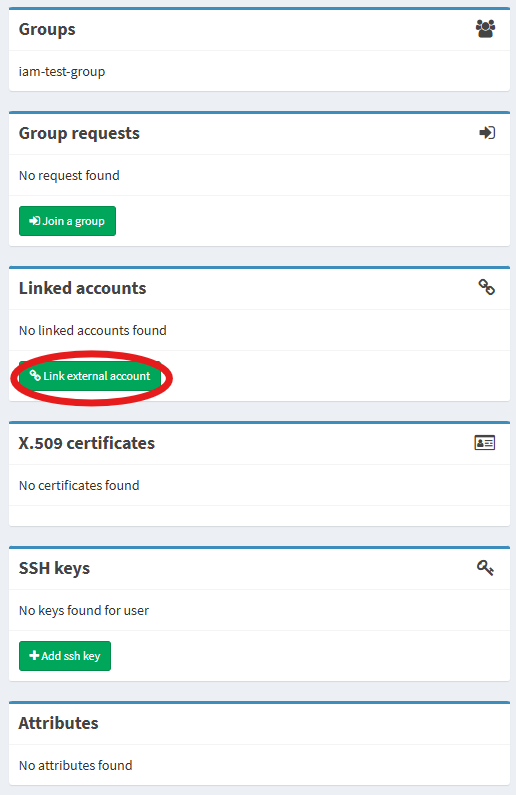 Groups
iam-test-group
Group requests
No request found
Join a group
Linked accounts
No linked accounts found
Link external account
X.509 certificates
No certificates found
SSH keys
No keys found for user
Add ssh key
Attributes
No attributes found